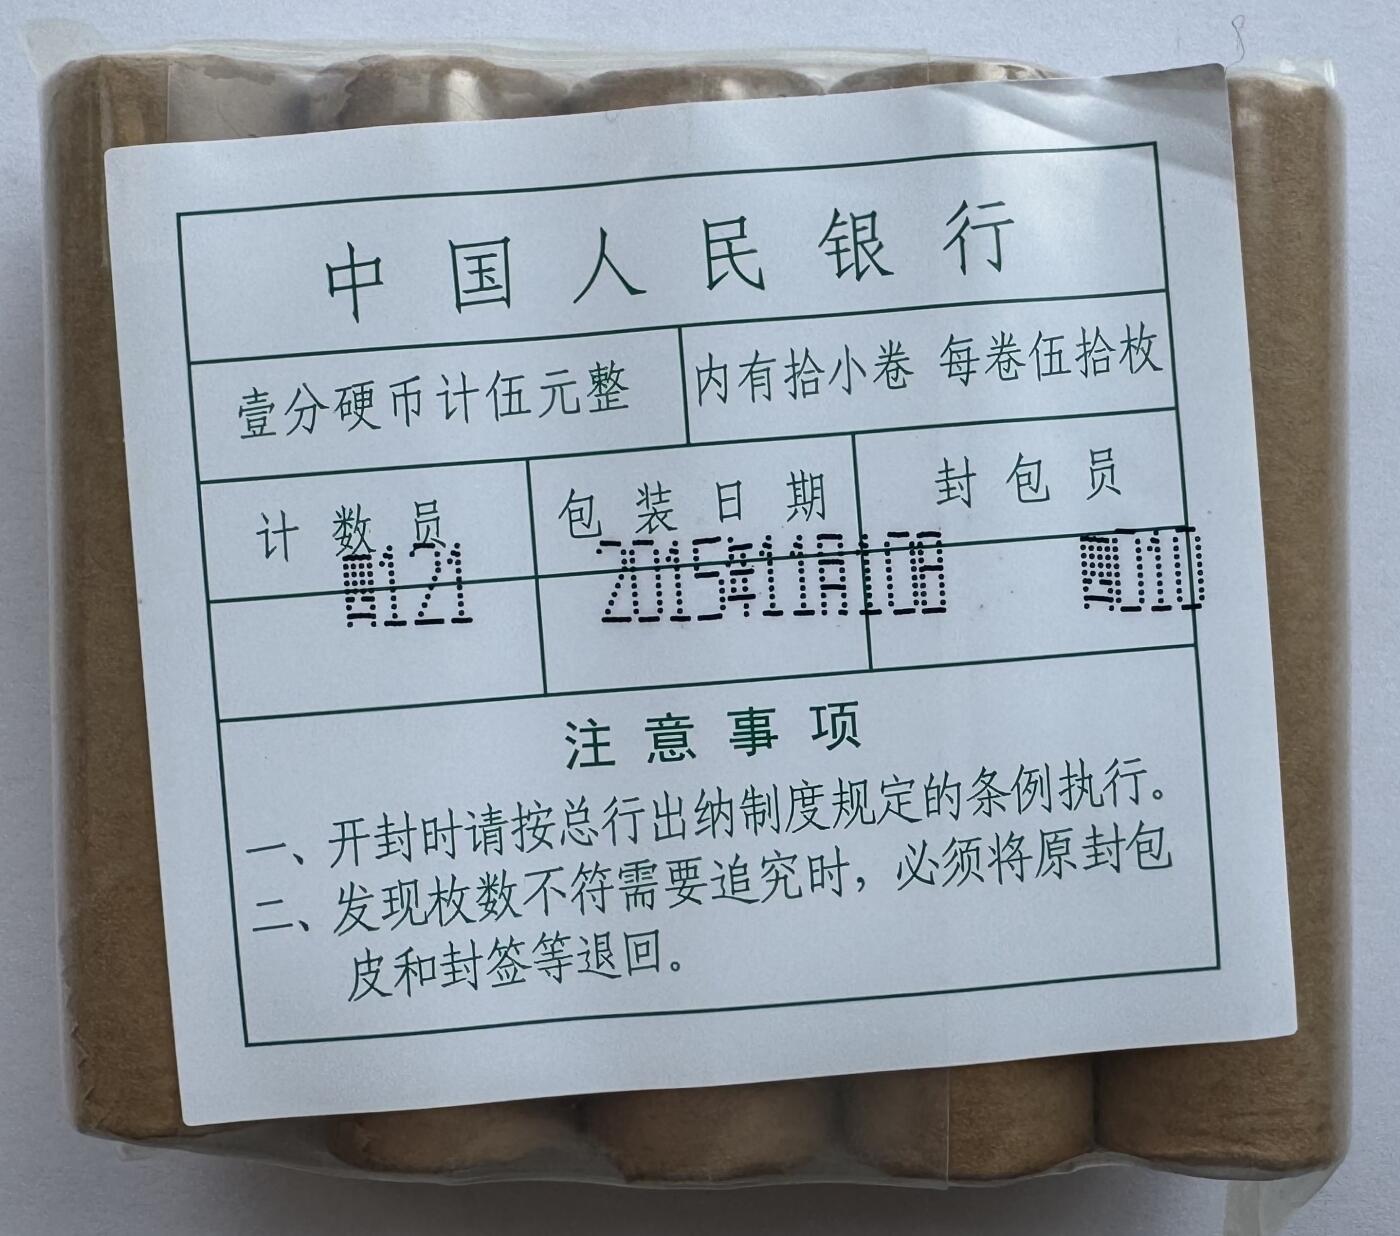 中国人民银行
壹分硬币计伍元整 内有拾小卷 每卷伍拾枚
计数员 包装日期 封包员
121 2015年11月10日 010
注意事项
一、开封时请按总行出纳制度规定的条例执行。
二、发现枚数不符需要追究时，必须将原封包
皮和封签等退回。